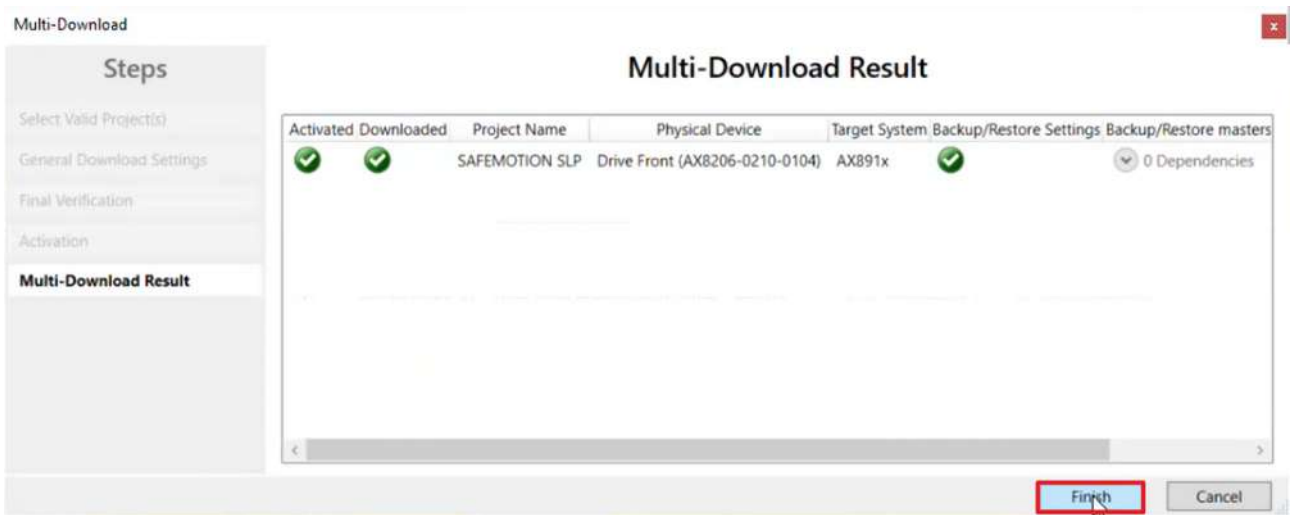 Multi-Download
x
Steps
Select Valid Project(s)
General Download Settings
Final Verification
Activation
Multi-Download Result
Multi-Download Result
Activated Downloaded Project Name Physical Device Target System Backup/Restore Settings Backup/Restore masters
SAFEMOTION SLP Drive Front (AX8206-0210-0104) AX891x 0 Dependencies
Finish Cancel